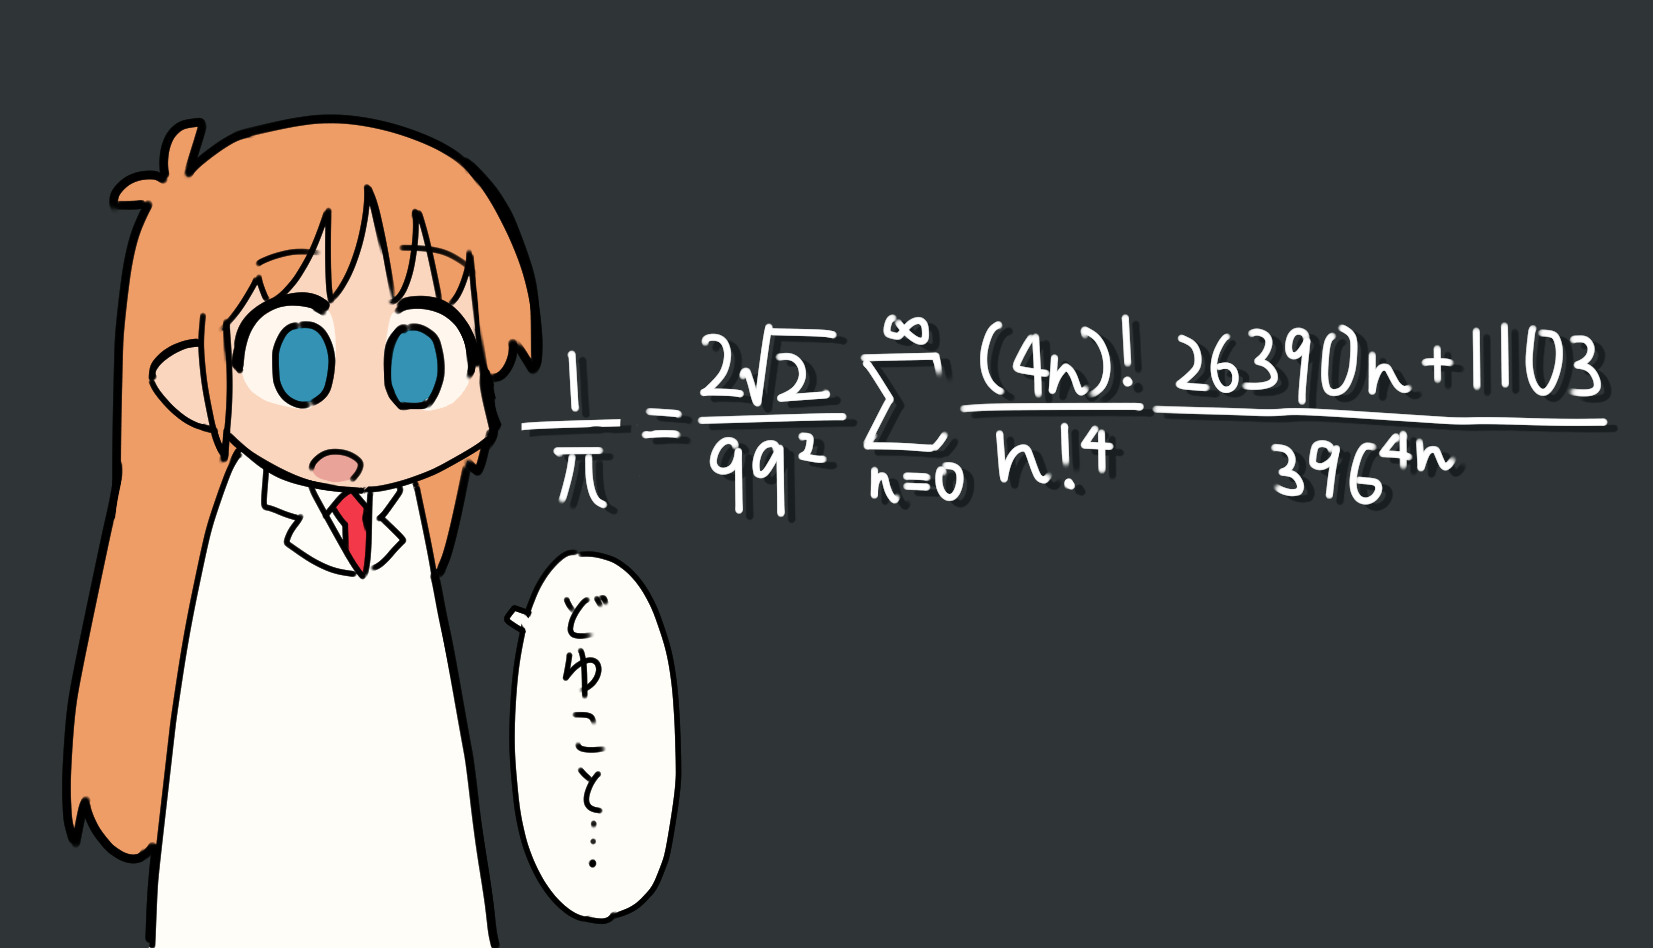 1/π = 2√2/99² ∑_{n=0}^{∞} (4n)!/n!⁴ 26390n+1103/396⁴ⁿ
どゆこと…